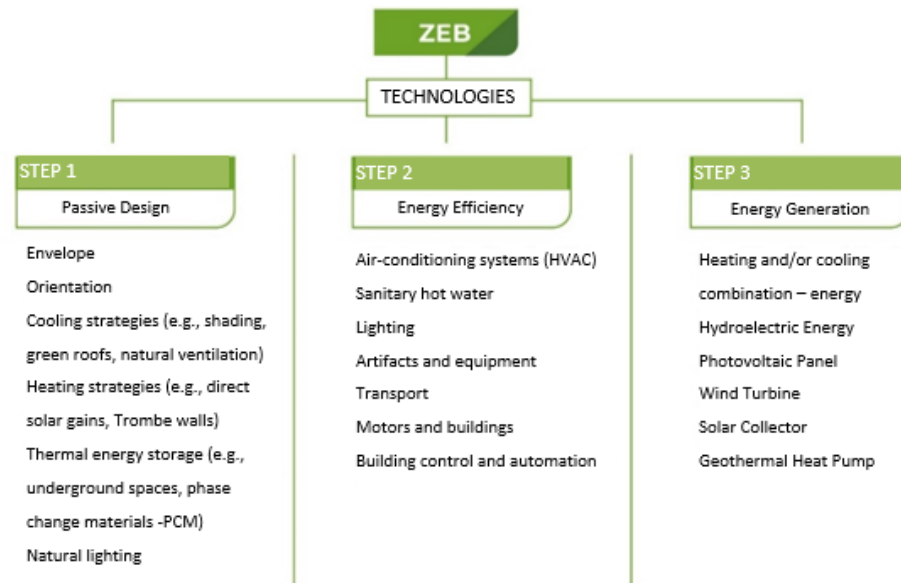 ZEB
TECHNOLOGIES
STEP 1
Passive Design
Envelope
Orientation
Cooling strategies (e.g., shading,
green roofs, natural ventilation)
Heating strategies (e.g., direct
solar gains, Trombe walls)
Thermal energy storage (e.g.,
underground spaces, phase
change materials -PCM)
Natural lighting
STEP 2
Energy Efficiency
Air-conditioning systems (HVAC)
Sanitary hot water
Lighting
Artifacts and equipment
Transport
Motors and buildings
Building control and automation
STEP 3
Energy Generation
Heating and/or cooling
combination – energy
Hydroelectric Energy
Photovoltaic Panel
Wind Turbine
Solar Collector
Geothermal Heat Pump